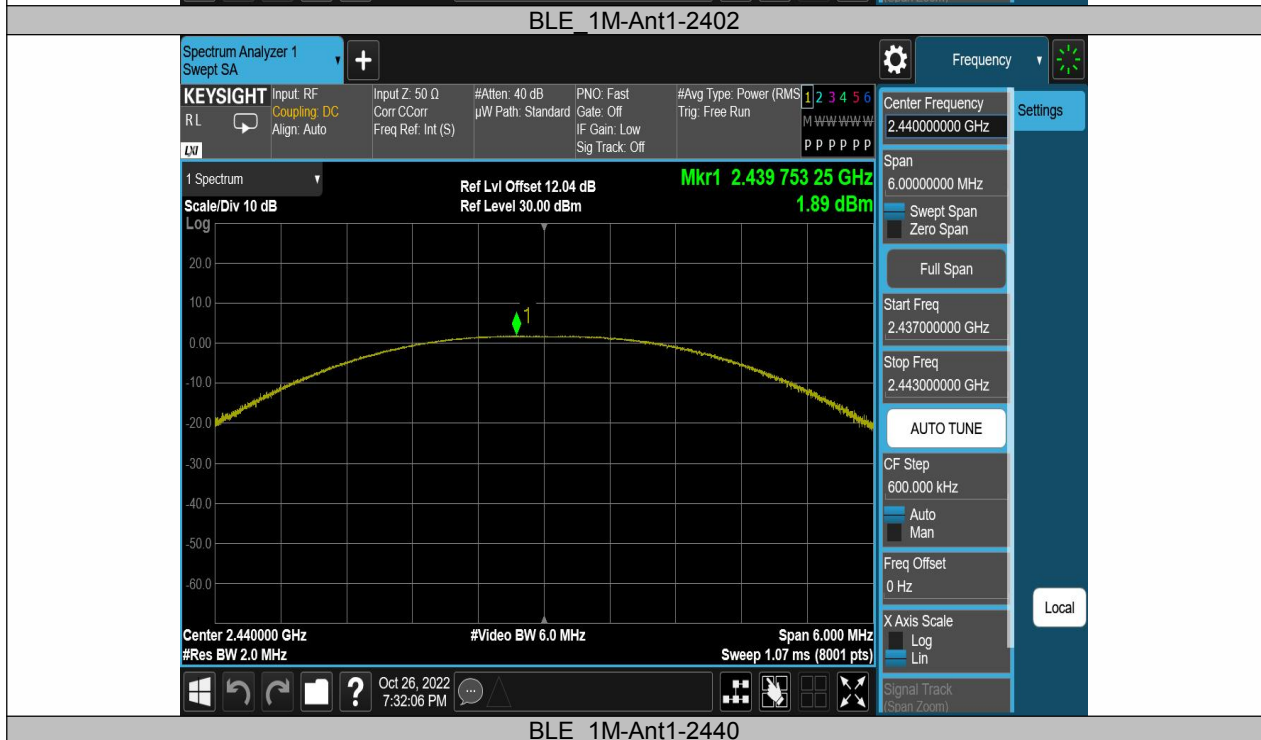 BLE_1M-Ant1-2402
Spectrum Analyzer 1
Swept SA
+
Frequency
KEYSIGHT
RL
LXI
Input: RF
Coupling: DC
Align: Auto
Input Z: 50 Ω
Corr CCorr
Freq Ref: Int (S)
#Atten: 40 dB
µW Path: Standard
PNO: Fast
Gate: Off
IF Gain: Low
Sig Track: Off
#Avg Type: Power (RMS
Trig: Free Run
1 2 3 4 5 6
M W W W W W
P P P P P P
1 Spectrum
Scale/Div 10 dB
Log
Ref Lvl Offset 12.04 dB
Ref Level 30.00 dBm
Mkr1 2.439 753 25 GHz
1.89 dBm
20.0
10.0
1
0.00
-10.0
-20.0
-30.0
-40.0
-50.0
-60.0
Center 2.440000 GHz
#Res BW 2.0 MHz
#Video BW 6.0 MHz
Span 6.000 MHz
Sweep 1.07 ms (8001 pts)
?
Oct 26, 2022
7:32:06 PM
Center Frequency
2.440000000 GHz
Settings
Span
6.00000000 MHz
Swept Span
Zero Span
Full Span
Start Freq
2.437000000 GHz
Stop Freq
2.443000000 GHz
AUTO TUNE
CF Step
600.000 kHz
Auto
Man
Freq Offset
0 Hz
X Axis Scale
Log
Lin
Local
Signal Track
(Span Zoom)
BLE_1M-Ant1-2440